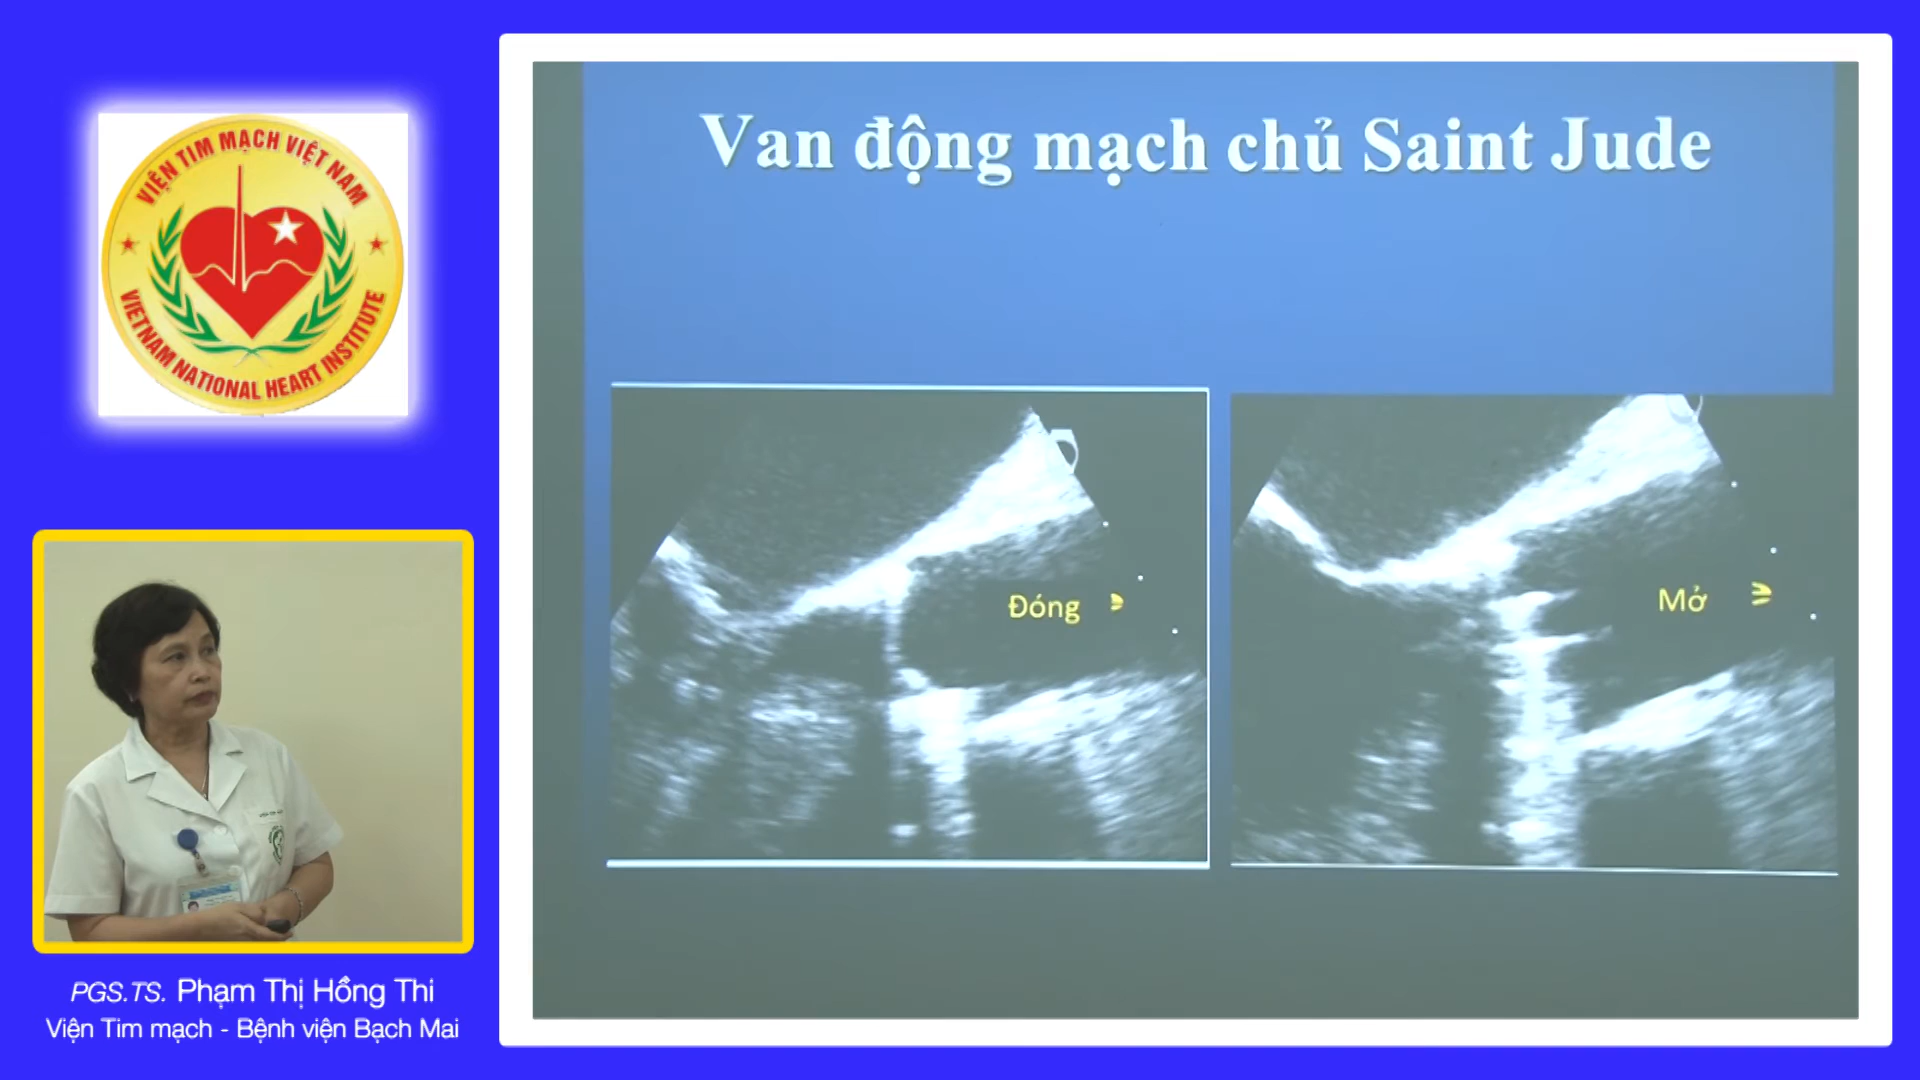 VIỆN TIM MẠCH VIỆT NAM
VIETNAM NATIONAL HEART INSTITUTE
Van động mạch chủ Saint Jude
Đóng
Mở
PGS.TS. Phạm Thị Hồng Thi
Viện Tim mạch - Bệnh viện Bạch Mai